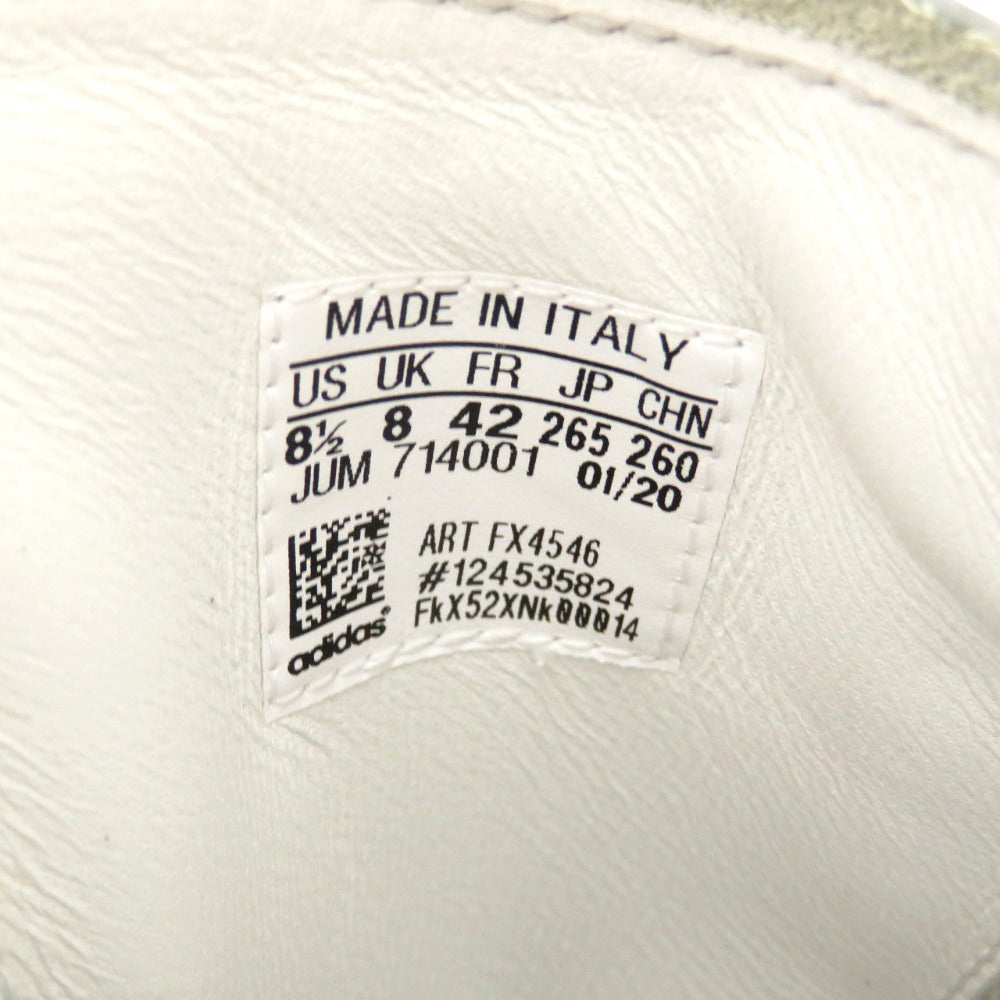 MADE IN ITALY
US UK FR JP CHN
8½ 8 42 265 260
JUM 714001 01/20
ART FX4546
#124535824
FkX52XNk00014
adidas®